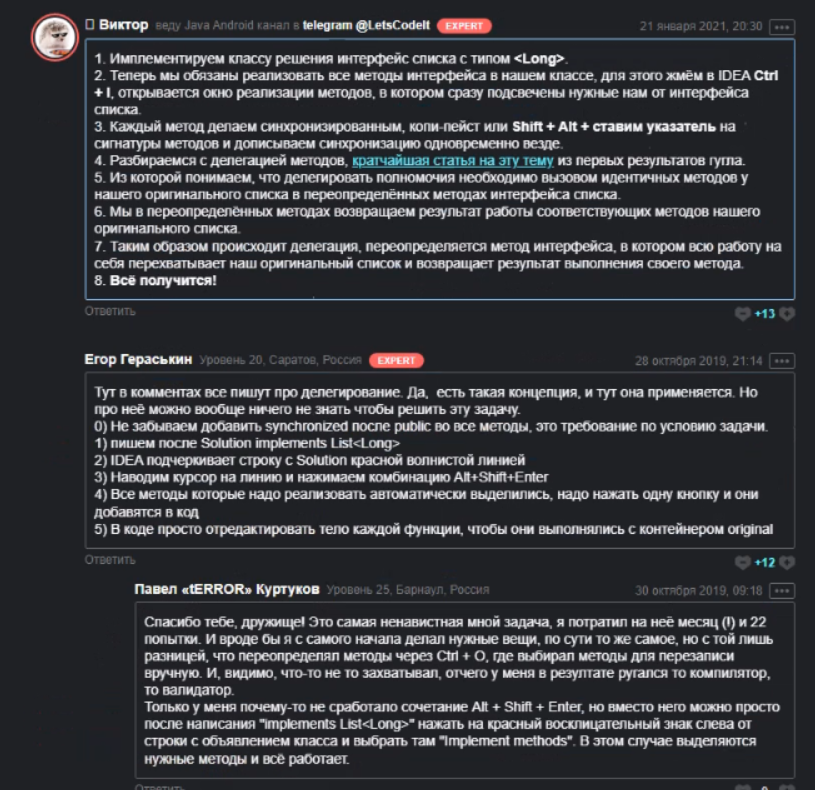 Виктор веду Java Android канал в telegram @LetsCodeIt EXPERT 21 января 2021, 20:30
1. Имплементируем классу решения интерфейс списка с типом <Long>.
2. Теперь мы обязаны реализовать все методы интерфейса в нашем классе, для этого жмём в IDEA Ctrl
+ I, открывается окно реализации методов, в котором сразу подсвечены нужные нам от интерфейса
списка.
3. Каждый метод делаем синхронизированным, копи-пейст или Shift + Alt + ставим указатель на
сигнатуры методов и дописываем синхронизацию одновременно везде.
4. Разбираемся с делегацией методов, кратчайшая статья на эту тему из первых результатов гугла.
5. Из которой понимаем, что делегировать полномочия необходимо вызовом идентичных методов у
нашего оригинального списка в переопределённых методах интерфейса списка.
6. Мы в переопределённых методах возвращаем результат работы соответствующих методов нашего
оригинального списка.
7. Таким образом происходит делегация, переопределяется метод интерфейса, в котором всю работу на
себя перехватывает наш оригинальный список и возвращает результат выполнения своего метода.
8. Всё получится!
Ответить +13
Егор Гераськин Уровень 20, Саратов, Россия EXPERT 28 октября 2019, 21:14
Тут в комментах все пишут про делегирование. Да, есть такая концепция, и тут она применяется. Но
про неё можно вообще ничего не знать чтобы решить эту задачу.
0) Не забываем добавить synchronized после public во все методы, это требование по условию задачи.
1) пишем после Solution implements List<Long>
2) IDEA подчеркивает строку с Solution красной волнистой линией
3) Наводим курсор на линию и нажимаем комбинацию Alt+Shift+Enter
4) Все методы которые надо реализовать автоматически выделились, надо нажать одну кнопку и они
добавятся в код
5) В коде просто отредактировать тело каждой функции, чтобы они выполнялись с контейнером original
Ответить +12
Павел «tERROR» Куртуков Уровень 25, Барнаул, Россия 30 октября 2019, 09:18
Спасибо тебе, дружище! Это самая ненавистная мной задача, я потратил на неё месяц (!) и 22
попытки. И вроде бы я с самого начала делал нужные вещи, по сути то же самое, но с той лишь
разницей, что переопределял методы через Ctrl + O, где выбирал методы для перезаписи
вручную. И, видимо, что-то не то захватывал, отчего у меня в резултате ругался то компилятор,
то валидатор.
Только у меня почему-то не сработало сочетание Alt + Shift + Enter, но вместо него можно просто
после написания "implements List<Long>" нажать на красный восклицательный знак слева от
строки с объявлением класса и выбрать там "Implement methods". В этом случае выделяются
нужные методы и всё работает.
Ответить